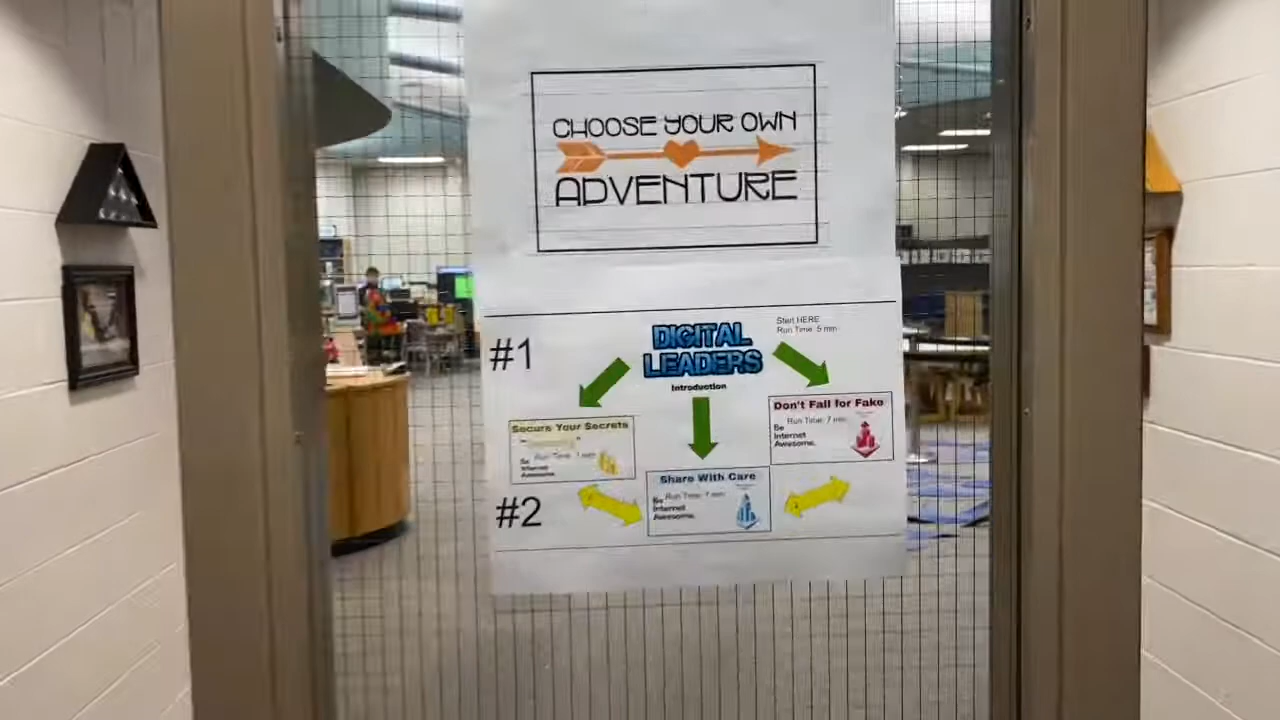 CHOOSE YOUR OWN
ADVENTURE
Start HERE
Run Time: 5 min
#1
DIGITAL
LEADERS
Introduction
Secure Your Secrets
Run Time: 7 min
Be
Internet
Awesome.
Don't Fall for Fake
Run Time: 7 min
Be
Internet
Awesome.
#2
Share With Care
Run Time: 7 min
Be
Internet
Awesome.